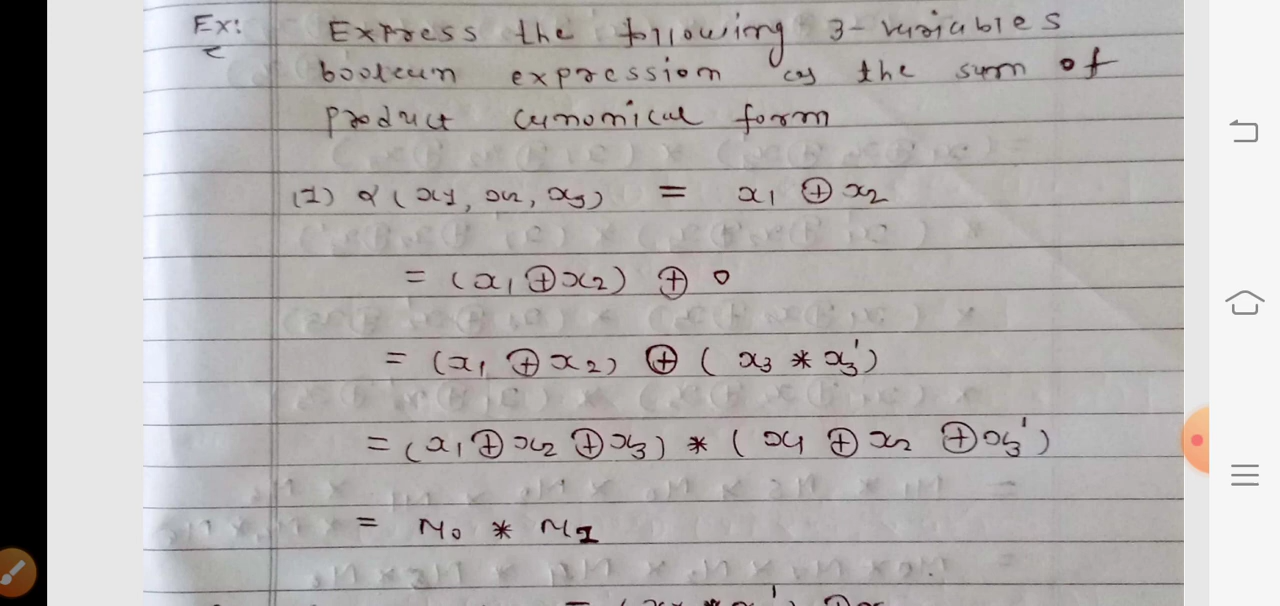 Ex: Express the following 3-variables
boolean expression as the sum of
product canonical form
(1) α(x1, x2, x3) = x1 ⊕ x2
= (x1 ⊕ x2) ⊕ 0
= (x1 ⊕ x2) ⊕ (x3 * x3')
= (x1 ⊕ x2 ⊕ x3) * (x1 ⊕ x2 ⊕ x3')
= M0 * M1